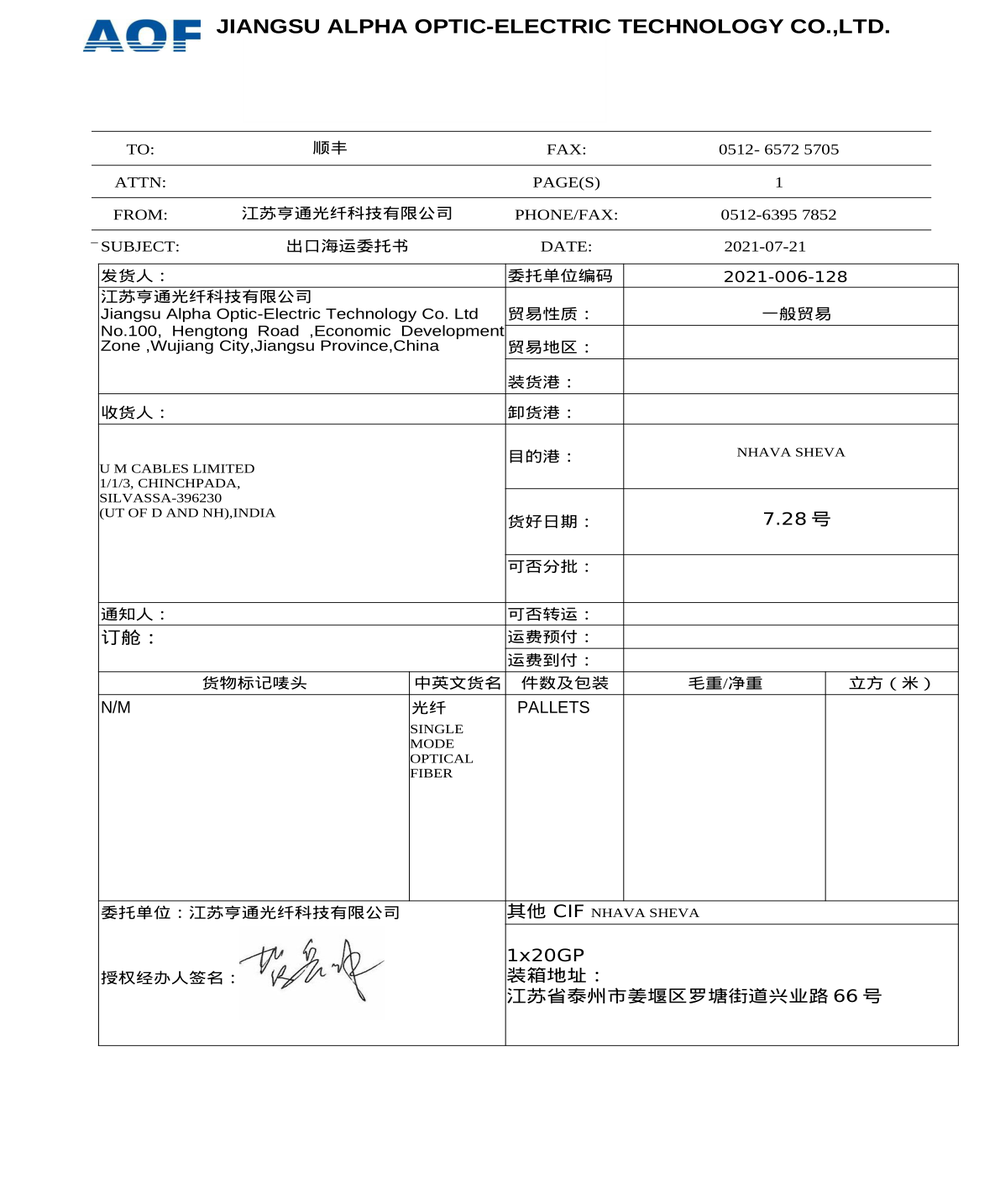 AOF JIANGSU ALPHA OPTIC-ELECTRIC TECHNOLOGY CO.,LTD.
TO: 顺丰 FAX: 0512- 6572 5705
ATTN: PAGE(S) 1
FROM: 江苏亨通光纤科技有限公司 PHONE/FAX: 0512-6395 7852
SUBJECT: 出口海运委托书 DATE: 2021-07-21
发货人： 委托单位编码 2021-006-128
江苏亨通光纤科技有限公司
Jiangsu Alpha Optic-Electric Technology Co. Ltd
No.100, Hengtong Road ,Economic Development
Zone ,Wujiang City,Jiangsu Province,China
贸易性质： 一般贸易
贸易地区：
装货港：
收货人： 卸货港：
U M CABLES LIMITED
1/1/3, CHINCHPADA,
SILVASSA-396230
(UT OF D AND NH),INDIA
目的港： NHAVA SHEVA
货好日期： 7.28 号
可否分批：
通知人： 可否转运：
订舱： 运费预付：
运费到付：
货物标记唛头 中英文货名 件数及包装 毛重/净重 立方（米）
N/M 光纤 PALLETS
SINGLE
MODE
OPTICAL
FIBER
委托单位：江苏亨通光纤科技有限公司 其他 CIF NHAVA SHEVA
授权经办人签名：
1x20GP
装箱地址：
江苏省泰州市姜堰区罗塘街道兴业路 66 号